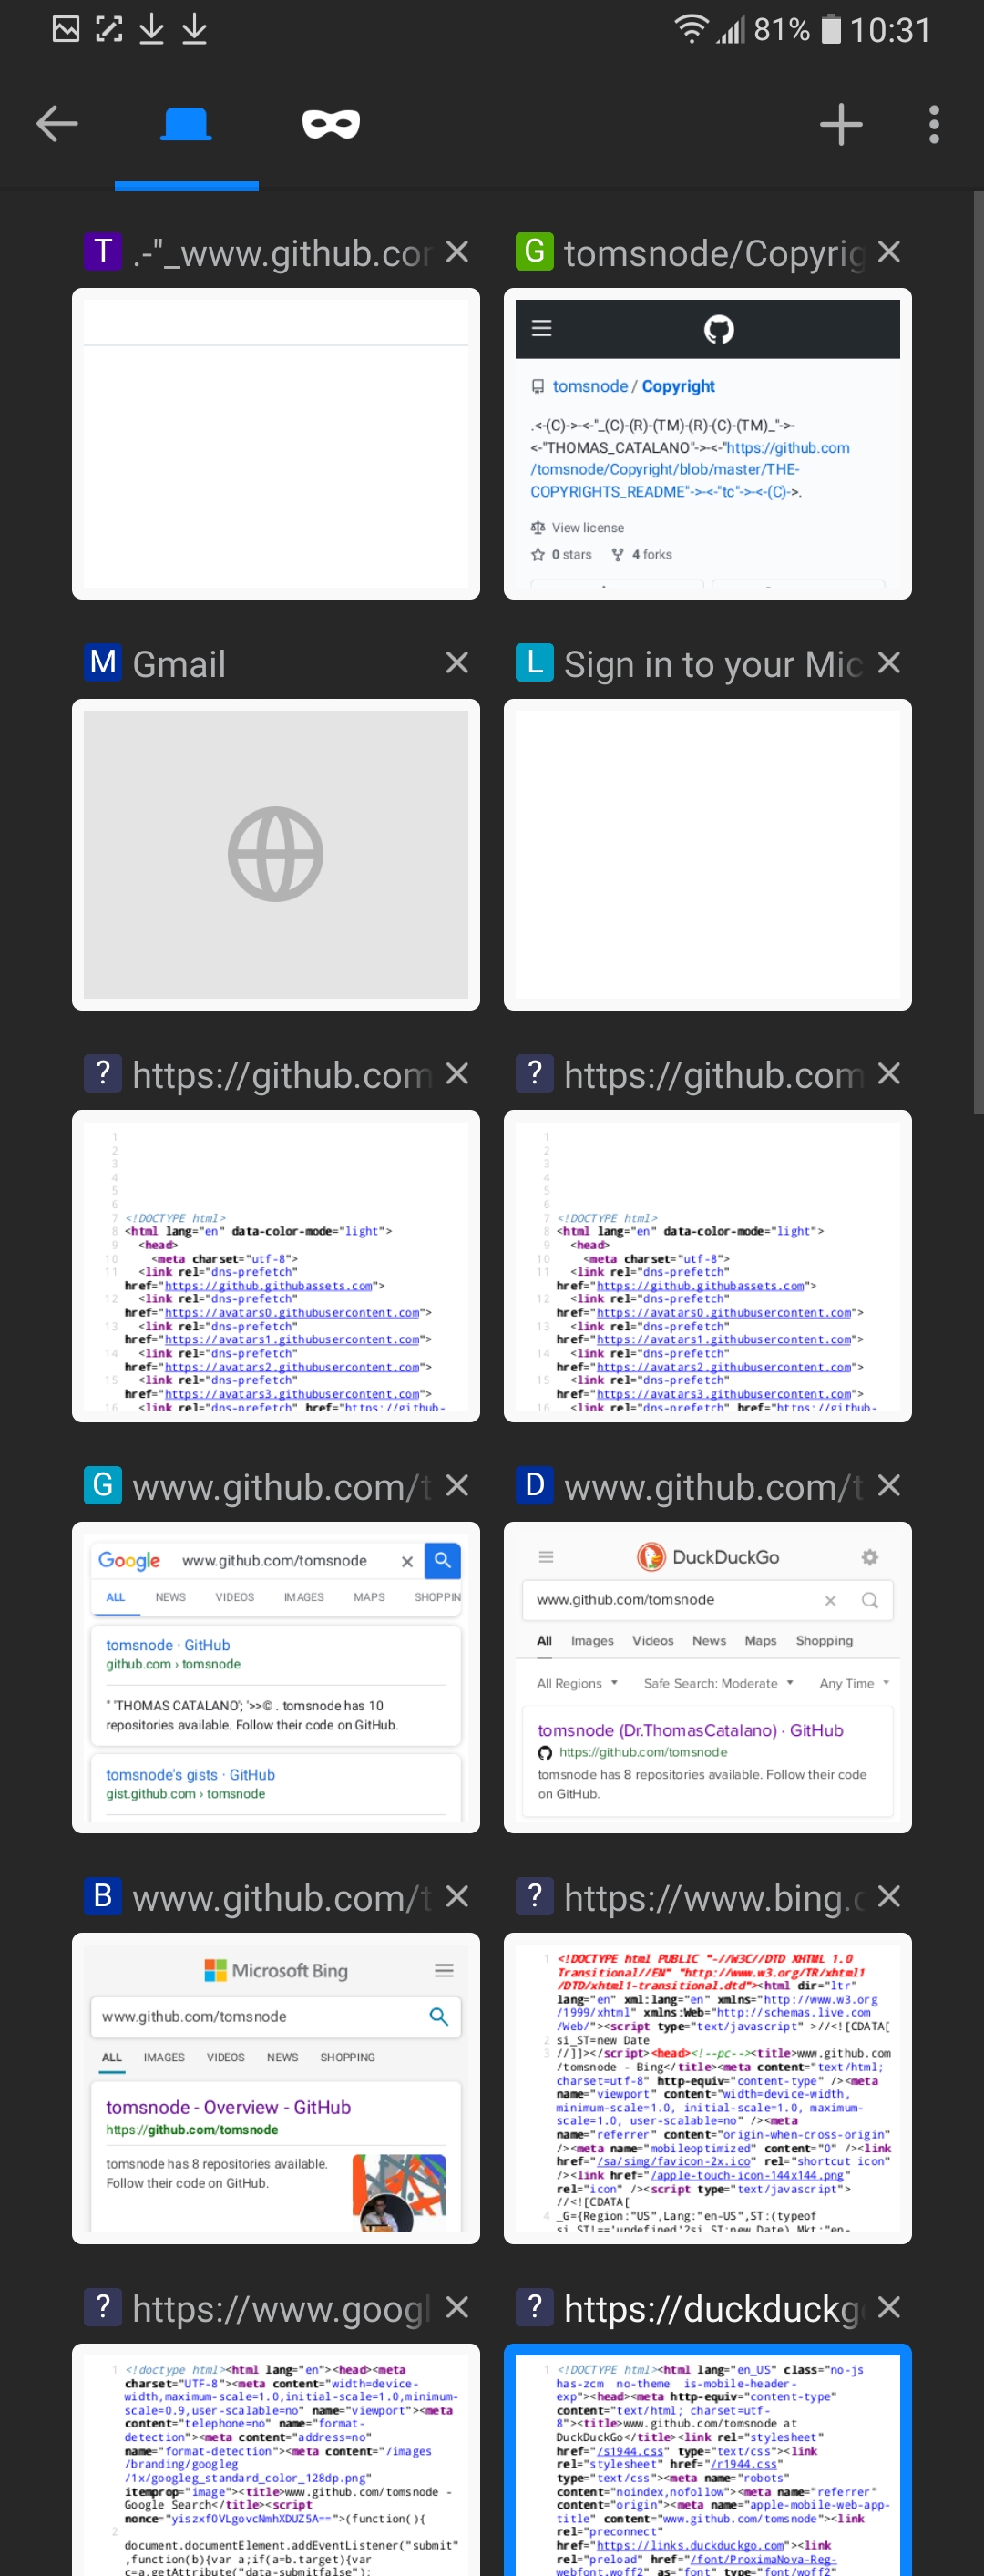 81% 10:31
T .-"_www.github.co
G tomsnode/Copyrig
tomsnode / Copyright
.<-(C)->-<-"_(C)-(R)-(TM)-(R)-(C)-(TM)_"->-
<-"THOMAS_CATALANO"->-<-"https://github.com
/tomsnode/Copyright/blob/master/THE-
COPYRIGHTS_README"->-<-"tc"->-<-(C)->.
View license
0 stars 4 forks
M Gmail
L Sign in to your Mic
? https://github.com
1
2
3
4
5
6
7 <!DOCTYPE html>
8 <html lang="en" data-color-mode="light">
9 <head>
10 <meta charset="utf-8">
11 <link rel="dns-prefetch"
href="https://github.githubassets.com">
12 <link rel="dns-prefetch"
href="https://avatars0.githubusercontent.com">
13 <link rel="dns-prefetch"
href="https://avatars1.githubusercontent.com">
14 <link rel="dns-prefetch"
href="https://avatars2.githubusercontent.com">
15 <link rel="dns-prefetch"
href="https://avatars3.githubusercontent.com">
16 <link rel="dns-prefetch" href="https://github-
? https://github.com
1
2
3
4
5
6
7 <!DOCTYPE html>
8 <html lang="en" data-color-mode="light">
9 <head>
10 <meta charset="utf-8">
11 <link rel="dns-prefetch"
href="https://github.githubassets.com">
12 <link rel="dns-prefetch"
href="https://avatars0.githubusercontent.com">
13 <link rel="dns-prefetch"
href="https://avatars1.githubusercontent.com">
14 <link rel="dns-prefetch"
href="https://avatars2.githubusercontent.com">
15 <link rel="dns-prefetch"
href="https://avatars3.githubusercontent.com">
16 <link rel="dns-prefetch" href="https://github-
G www.github.com/t
Google www.github.com/tomsnode
ALL NEWS VIDEOS IMAGES MAPS SHOPPIN
tomsnode · GitHub
github.com › tomsnode
" 'THOMAS CATALANO'; '>>© . tomsnode has 10
repositories available. Follow their code on GitHub.
tomsnode's gists · GitHub
gist.github.com › tomsnode
D www.github.com/t
DuckDuckGo
www.github.com/tomsnode
All Images Videos News Maps Shopping
All Regions Safe Search: Moderate Any Time
tomsnode (Dr.ThomasCatalano) · GitHub
https://github.com/tomsnode
tomsnode has 8 repositories available. Follow their code
on GitHub.
B www.github.com/t
Microsoft Bing
www.github.com/tomsnode
ALL IMAGES VIDEOS NEWS SHOPPING
tomsnode - Overview - GitHub
https://github.com/tomsnode
tomsnode has 8 repositories available.
Follow their code on GitHub.
? https://www.bing.c
1 <!DOCTYPE html PUBLIC "-//W3C//DTD XHTML 1.0
Transitional//EN" "http://www.w3.org/TR/xhtml1
/DTD/xhtml1-transitional.dtd"><html dir="ltr"
lang="en" xml:lang="en" xmlns="http://www.w3.org
/1999/xhtml" xmlns:Web="http://schemas.live.com
/Web/"><script type="text/javascript" >//<![CDATA[
2 si_ST=new Date
3 //]]></script><head><!--pc--><title>www.github.com
/tomsnode - Bing</title><meta content="text/html;
charset=utf-8" http-equiv="content-type" /><meta
name="viewport" content="width=device-width,
minimum-scale=1.0, initial-scale=1.0, maximum-
scale=1.0, user-scalable=no" /><meta
name="referrer" content="origin-when-cross-origin"
/><meta name="mobileoptimized" content="0" /><link
href="/sa/simg/favicon-2x.ico" rel="shortcut icon"
/><link href="/apple-touch-icon-144x144.png"
rel="icon" /><script type="text/javascript">
//<![CDATA[
4 _G={Region:"US",Lang:"en-US",ST:(typeof
si_ST!=='undefined'?si_ST:new Date),Mkt:"en-
? https://www.googl
1 <!doctype html><html lang="en"><head><meta
charset="UTF-8"><meta content="width=device-
width,maximum-scale=1.0,initial-scale=1.0,minimum-
scale=0.9,user-scalable=no" name="viewport"><meta
content="telephone=no" name="format-
detection"><meta content="address=no"
name="format-detection"><meta content="/images
/branding/googleg
/1x/googleg_standard_color_128dp.png"
itemprop="image"><title>www.github.com/tomsnode -
Google Search</title><script
nonce="yiszxf0VLgovcNmhXDUZ5A==">(function(){
2
document.documentElement.addEventListener("submit"
,function(b){var a;if(a=b.target){var
c=a.getAttribute("data-submitfalse");
? https://duckduckg
1 <!DOCTYPE html><html lang="en_US" class="no-js
has-zcm no-theme is-mobile-header-
exp"><head><meta http-equiv="content-type"
content="text/html; charset=utf-
8"><title>www.github.com/tomsnode at
DuckDuckGo</title><link rel="stylesheet"
href="/s1944.css" type="text/css"><link
rel="stylesheet" href="/r1944.css"
type="text/css"><meta name="robots"
content="noindex,nofollow"><meta name="referrer"
content="origin"><meta name="apple-mobile-web-app-
title" content="www.github.com/tomsnode"><link
rel="preconnect"
href="https://links.duckduckgo.com"><link
rel="preload" href="/font/ProximaNova-Reg-
webfont.woff2" as="font" type="font/woff2"